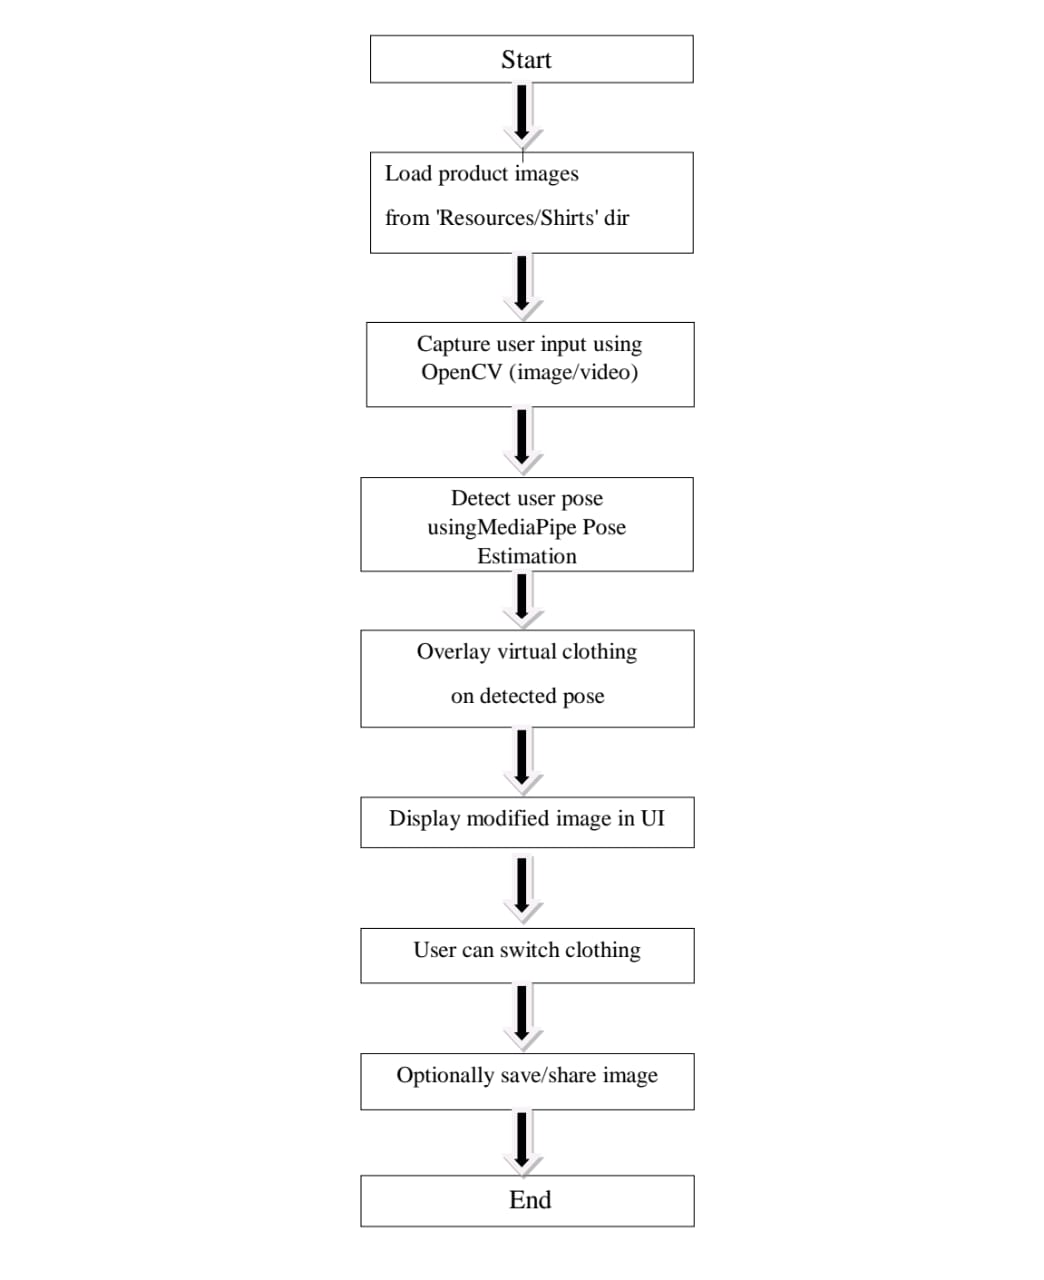 Start
Load product images
from 'Resources/Shirts' dir
Capture user input using
OpenCV (image/video)
Detect user pose
usingMediaPipe Pose
Estimation
Overlay virtual clothing
on detected pose
Display modified image in UI
User can switch clothing
Optionally save/share image
End